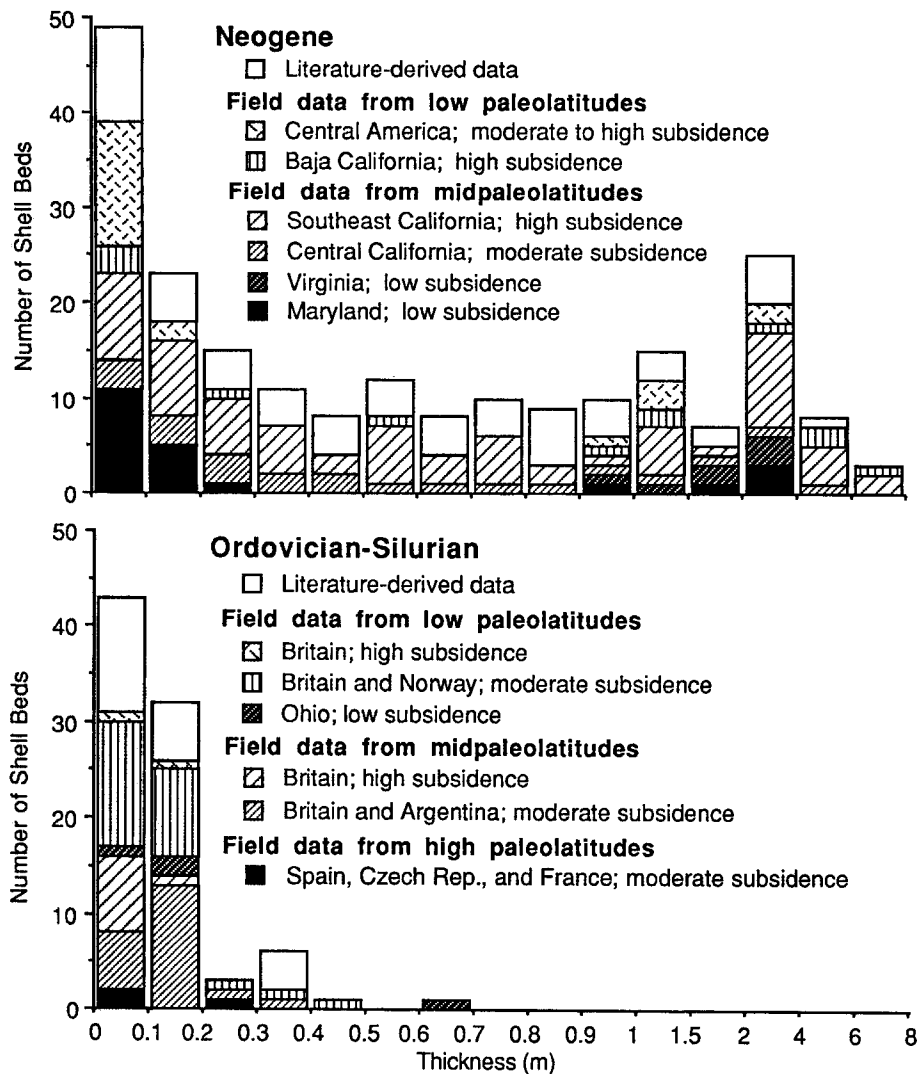 50
40
30
20
10
0
Number of Shell Beds
Neogene
Literature-derived data
Field data from low paleolatitudes
Central America; moderate to high subsidence
Baja California; high subsidence
Field data from midpaleolatitudes
Southeast California; high subsidence
Central California; moderate subsidence
Virginia; low subsidence
Maryland; low subsidence
50
40
30
20
10
0
Number of Shell Beds
Ordovician-Silurian
Literature-derived data
Field data from low paleolatitudes
Britain; high subsidence
Britain and Norway; moderate subsidence
Ohio; low subsidence
Field data from midpaleolatitudes
Britain; high subsidence
Britain and Argentina; moderate subsidence
Field data from high paleolatitudes
Spain, Czech Rep., and France; moderate subsidence
0 0.1 0.2 0.3 0.4 0.5 0.6 0.7 0.8 0.9 1 1.5 2 4 6 8
Thickness (m)